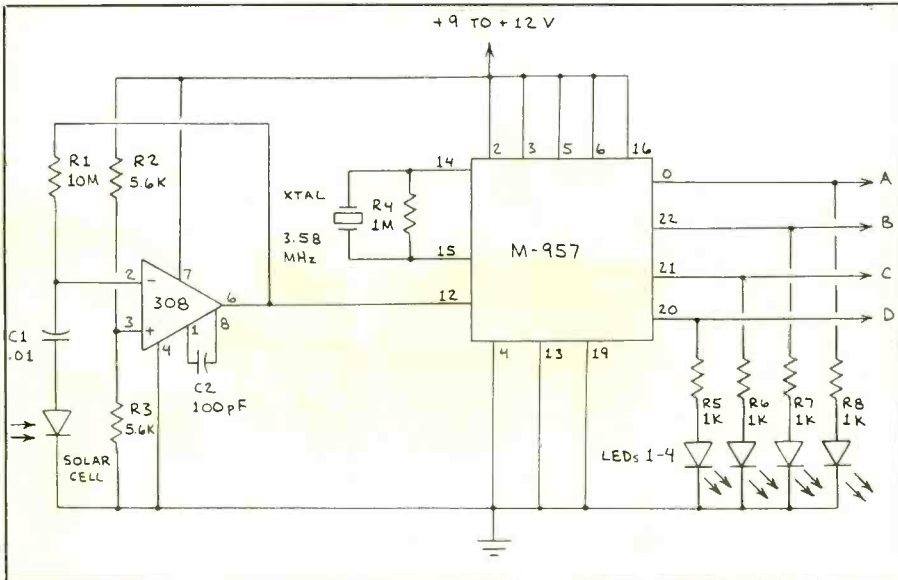 +9 TO +12 V
R1
10M
R2
5.6K
2
3
5
6
16
14
XTAL
R4
1M
3.58
MHz
15
M-957
0
A
22
B
21
C
20
D
2
−
7
308
6
3
+
1
8
4
12
C1
.01
C2
100pF
R3
5.6K
SOLAR
CELL
4
13
19
R5
1K
R6
1K
R7
1K
R8
1K
LEDs 1-4